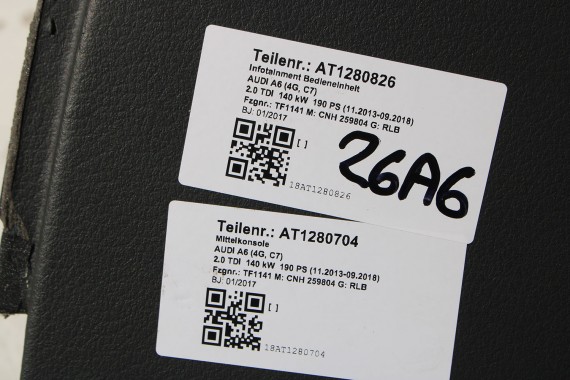 Teilenr.: AT1280826
Infotainment Bedieneinheit
AUDI A6 (4G, C7)
2.0 TDI 140 kW 190 PS (11.2013-09.2018)
Fzgnr.: TF1141 M: CNH 259804 G: RLB
BJ: 01/2017
[ ]
18AT1280826
26A6
Teilenr.: AT1280704
Mittelkonsole
AUDI A6 (4G, C7)
2.0 TDI 140 kW 190 PS (11.2013-09.2018)
Fzgnr.: TF1141 M: CNH 259804 G: RLB
BJ: 01/2017
[ ]
18AT1280704